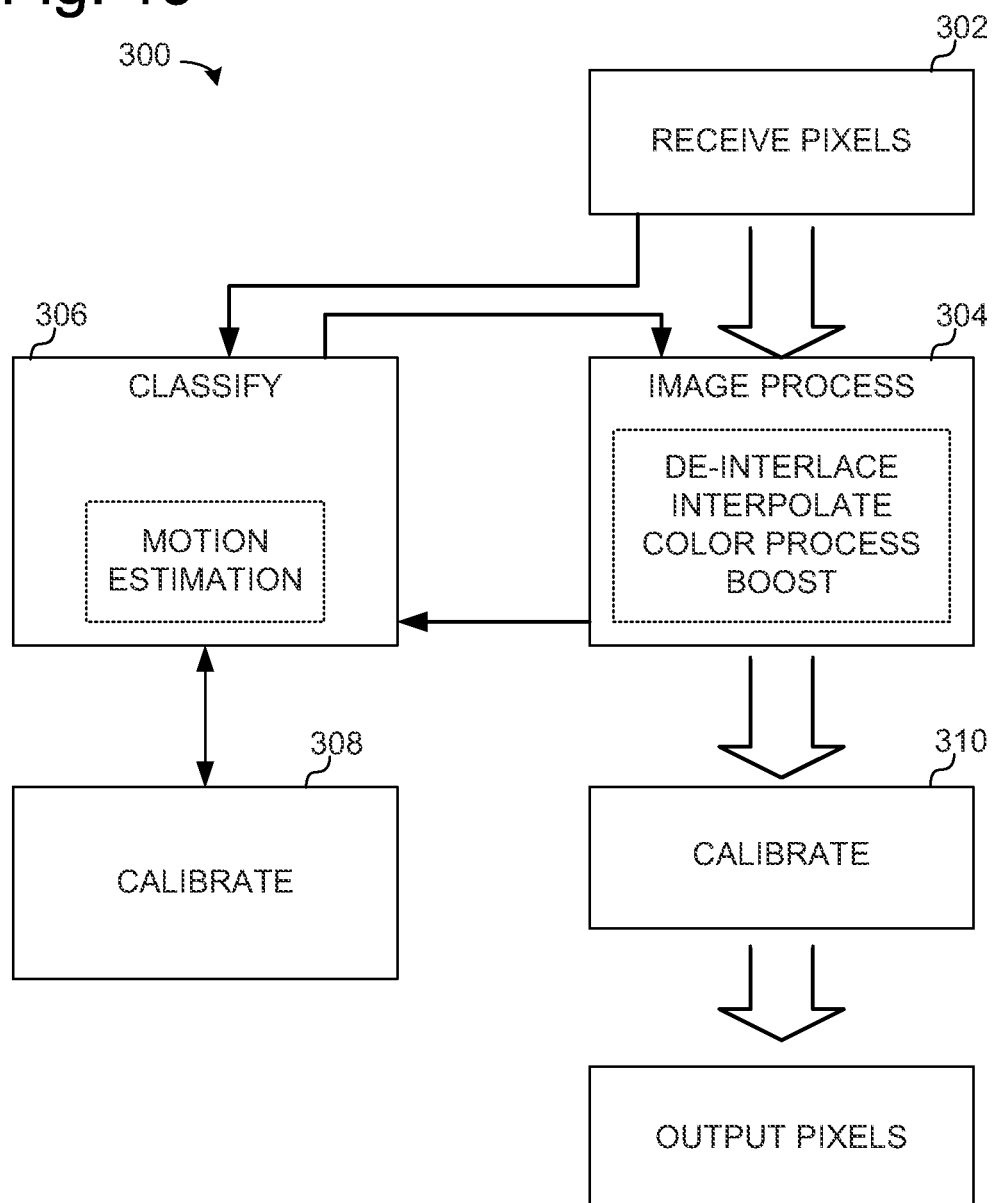 300
302
RECEIVE PIXELS
306
CLASSIFY
MOTION
ESTIMATION
304
IMAGE PROCESS
DE-INTERLACE
INTERPOLATE
COLOR PROCESS
BOOST
308
CALIBRATE
310
CALIBRATE
OUTPUT PIXELS